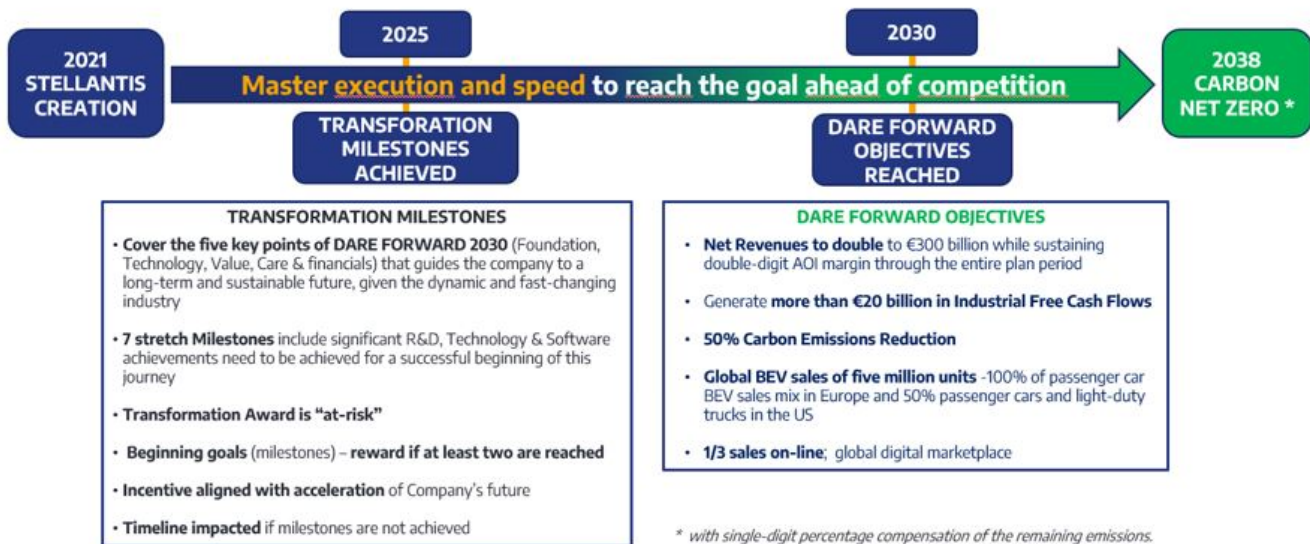 2021
STELLANTIS
CREATION
2025
2030
2038
CARBON
NET ZERO *
Master execution and speed to reach the goal ahead of competition
TRANSFORATION
MILESTONES
ACHIEVED
DARE FORWARD
OBJECTIVES
REACHED
TRANSFORMATION MILESTONES
• Cover the five key points of DARE FORWARD 2030 (Foundation,
Technology, Value, Care & financials) that guides the company to a
long-term and sustainable future, given the dynamic and fast-changing
industry
• 7 stretch Milestones include significant R&D, Technology & Software
achievements need to be achieved for a successful beginning of this
journey
• Transformation Award is “at-risk”
• Beginning goals (milestones) – reward if at least two are reached
• Incentive aligned with acceleration of Company’s future
• Timeline impacted if milestones are not achieved
DARE FORWARD OBJECTIVES
• Net Revenues to double to €300 billion while sustaining
double-digit AOI margin through the entire plan period
• Generate more than €20 billion in Industrial Free Cash Flows
• 50% Carbon Emissions Reduction
• Global BEV sales of five million units -100% of passenger car
BEV sales mix in Europe and 50% passenger cars and light-duty
trucks in the US
• 1/3 sales on-line; global digital marketplace
* with single-digit percentage compensation of the remaining emissions.